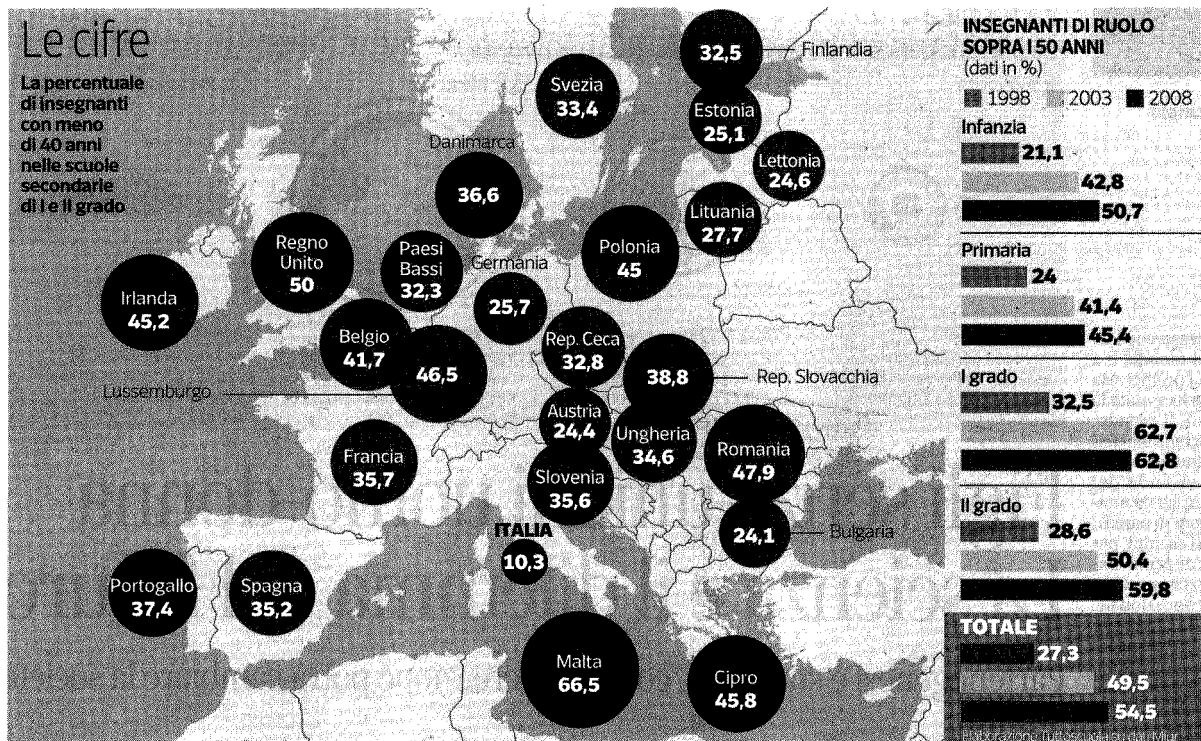 Le cifre
La percentuale
di insegnanti
con meno
di 40 anni
nelle scuole
secondarie
di I e II grado
32,5
Finlandia
Svezia
33,4
Estonia
25,1
Danimarca
36,6
Lettonia
24,6
Lituania
27,7
Regno
Unito
50
Paesi
Bassi
32,3
Germania
25,7
Polonia
45
Irlanda
45,2
Belgio
41,7
46,5
Lussemburgo
Rep. Ceca
32,8
38,8
Rep. Slovacchia
Austria
24,4
Ungheria
34,6
Romania
47,9
Francia
35,7
Slovenia
35,6
24,1
Bulgaria
ITALIA
10,3
Portogallo
37,4
Spagna
35,2
Malta
66,5
Cipro
45,8
INSEGNANTI DI RUOLO
SOPRA I 50 ANNI
(dati in %)
1998 2003 2008
Infanzia
21,1
42,8
50,7
Primaria
24
41,4
45,4
I grado
32,5
62,7
62,8
II grado
28,6
50,4
59,8
TOTALE
27,3
49,5
54,5